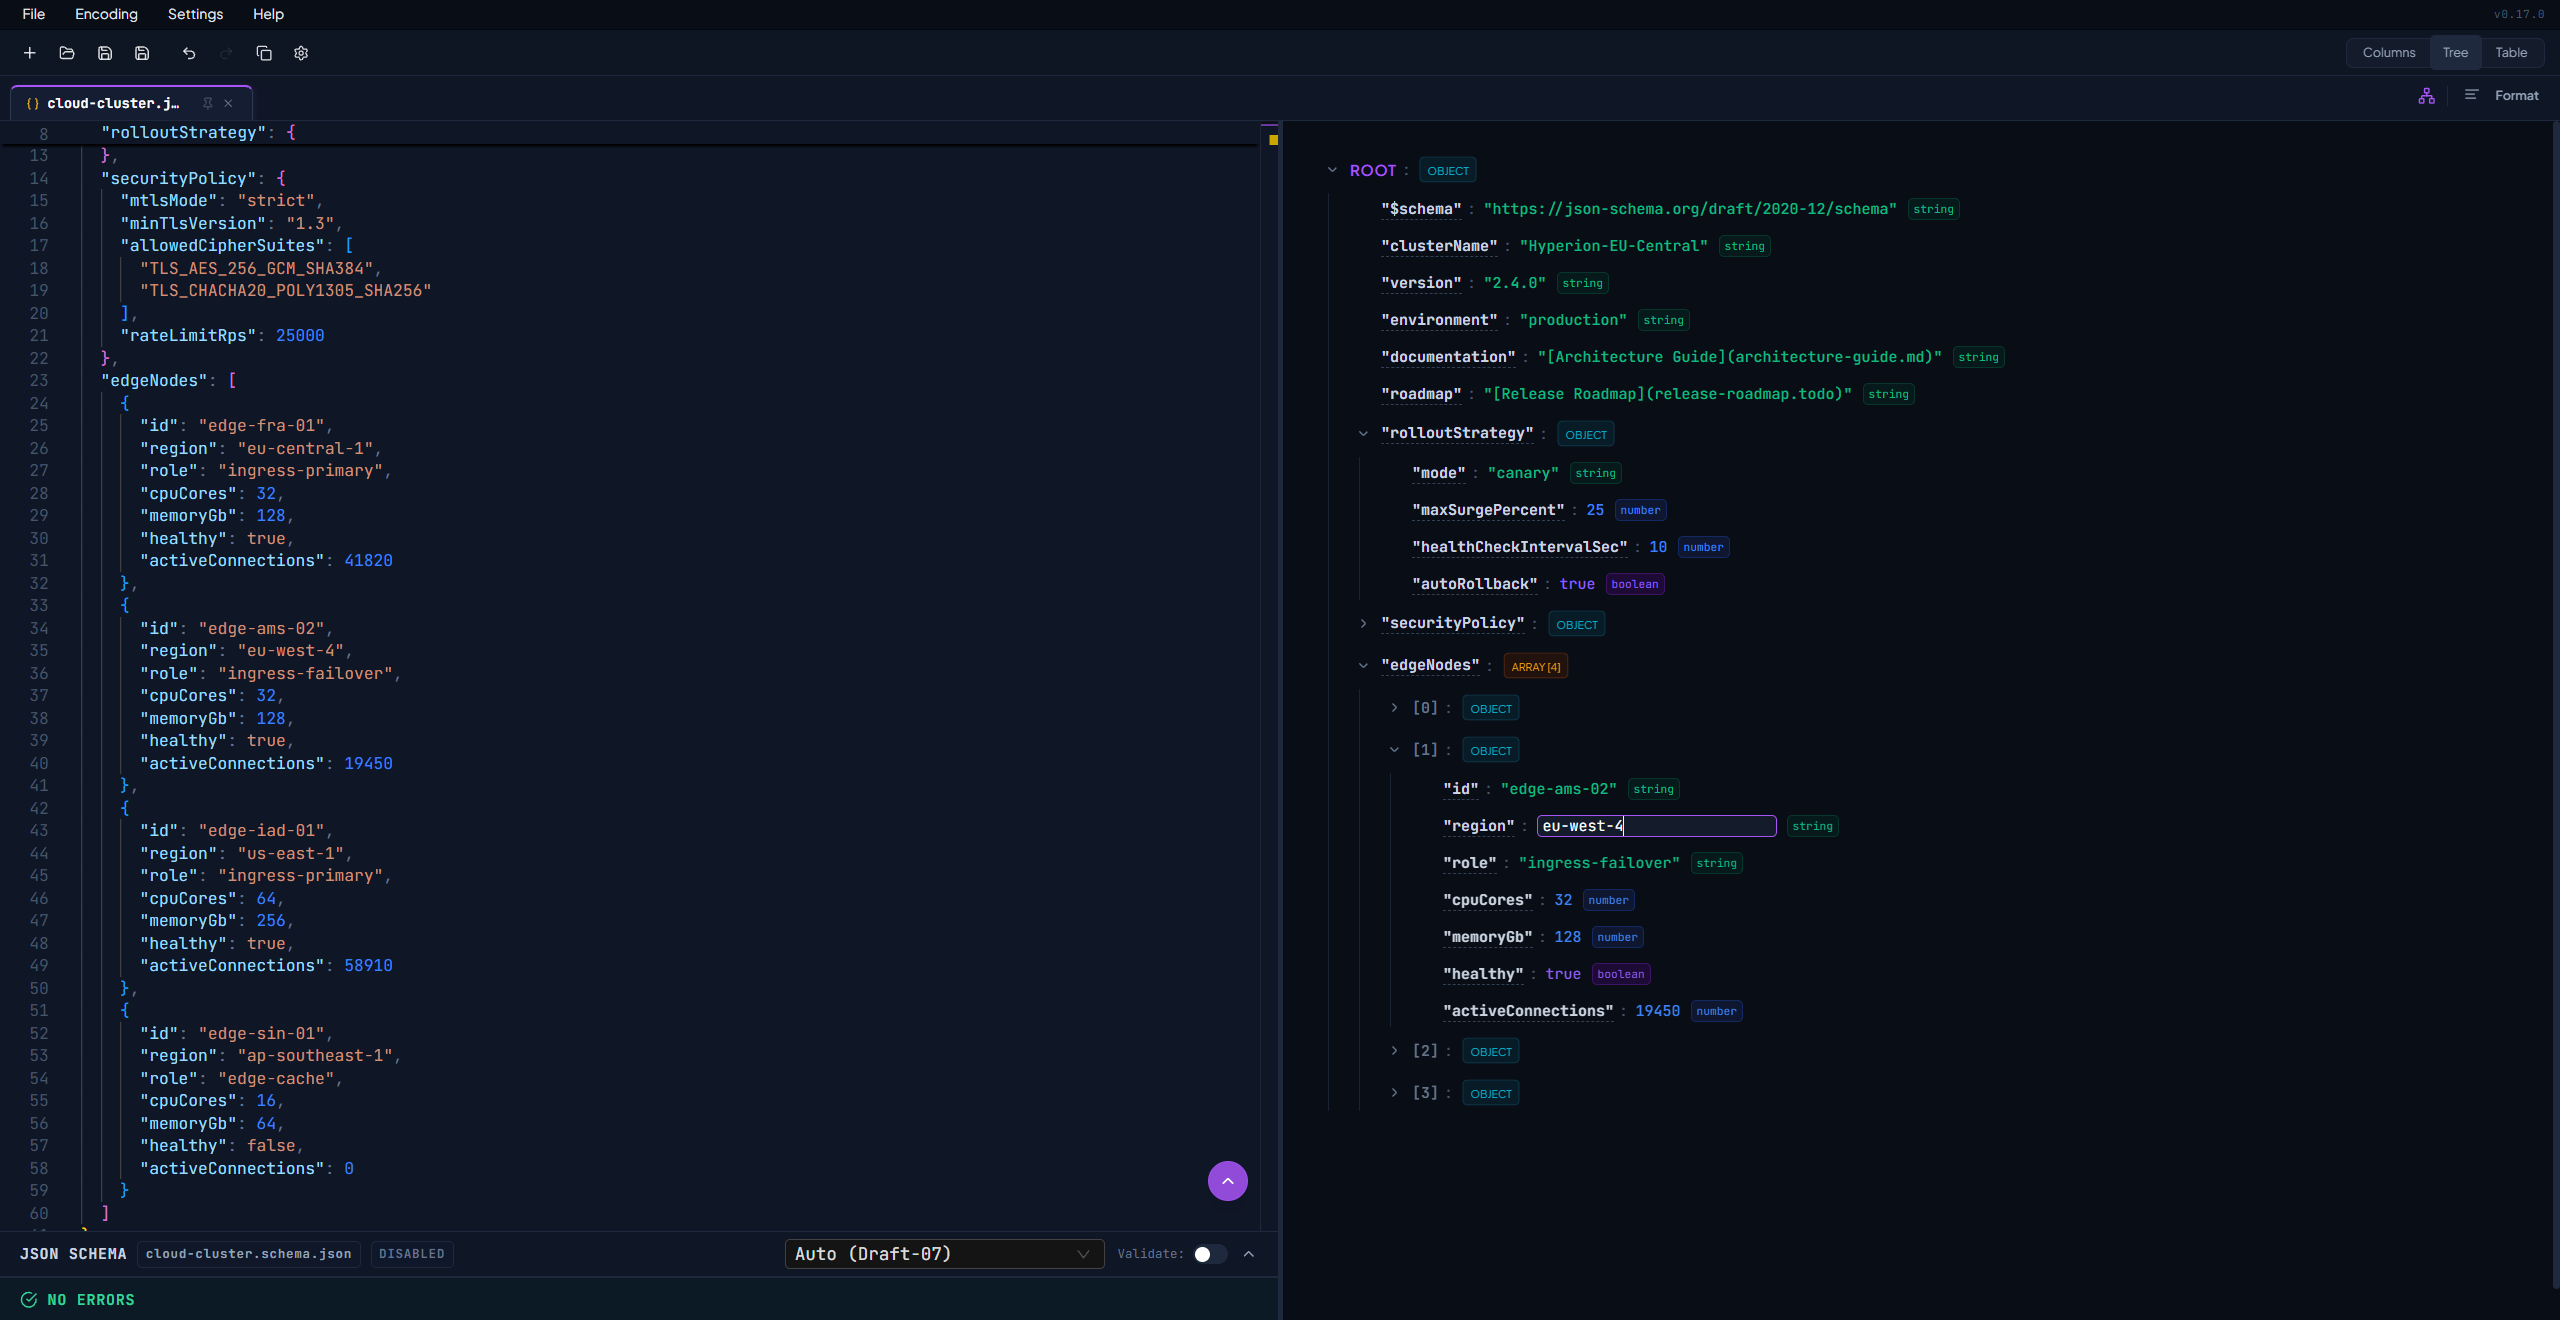 File Encoding Settings Help
v0.17.0
Columns Tree Table
{} cloud-cluster.j…
Format
8 "rolloutStrategy": {
13 },
14 "securityPolicy": {
15 "mtlsMode": "strict",
16 "minTlsVersion": "1.3",
17 "allowedCipherSuites": [
18 "TLS_AES_256_GCM_SHA384",
19 "TLS_CHACHA20_POLY1305_SHA256"
20 ],
21 "rateLimitRps": 25000
22 },
23 "edgeNodes": [
24 {
25 "id": "edge-fra-01",
26 "region": "eu-central-1",
27 "role": "ingress-primary",
28 "cpuCores": 32,
29 "memoryGb": 128,
30 "healthy": true,
31 "activeConnections": 41820
32 },
33 {
34 "id": "edge-ams-02",
35 "region": "eu-west-4",
36 "role": "ingress-failover",
37 "cpuCores": 32,
38 "memoryGb": 128,
39 "healthy": true,
40 "activeConnections": 19450
41 },
42 {
43 "id": "edge-iad-01",
44 "region": "us-east-1",
45 "role": "ingress-primary",
46 "cpuCores": 64,
47 "memoryGb": 256,
48 "healthy": true,
49 "activeConnections": 58910
50 },
51 {
52 "id": "edge-sin-01",
53 "region": "ap-southeast-1",
54 "role": "edge-cache",
55 "cpuCores": 16,
56 "memoryGb": 64,
57 "healthy": false,
58 "activeConnections": 0
59 }
60 ]
JSON SCHEMA cloud-cluster.schema.json DISABLED
Auto (Draft-07) Validate:
NO ERRORS
ROOT : OBJECT
"$schema" : "https://json-schema.org/draft/2020-12/schema" string
"clusterName" : "Hyperion-EU-Central" string
"version" : "2.4.0" string
"environment" : "production" string
"documentation" : "[Architecture Guide](architecture-guide.md)" string
"roadmap" : "[Release Roadmap](release-roadmap.todo)" string
"rolloutStrategy" : OBJECT
"mode" : "canary" string
"maxSurgePercent" : 25 number
"healthCheckIntervalSec" : 10 number
"autoRollback" : true boolean
"securityPolicy" : OBJECT
"edgeNodes" : ARRAY [4]
[0] : OBJECT
[1] : OBJECT
"id" : "edge-ams-02" string
"region" : eu-west-4 string
"role" : "ingress-failover" string
"cpuCores" : 32 number
"memoryGb" : 128 number
"healthy" : true boolean
"activeConnections" : 19450 number
[2] : OBJECT
[3] : OBJECT